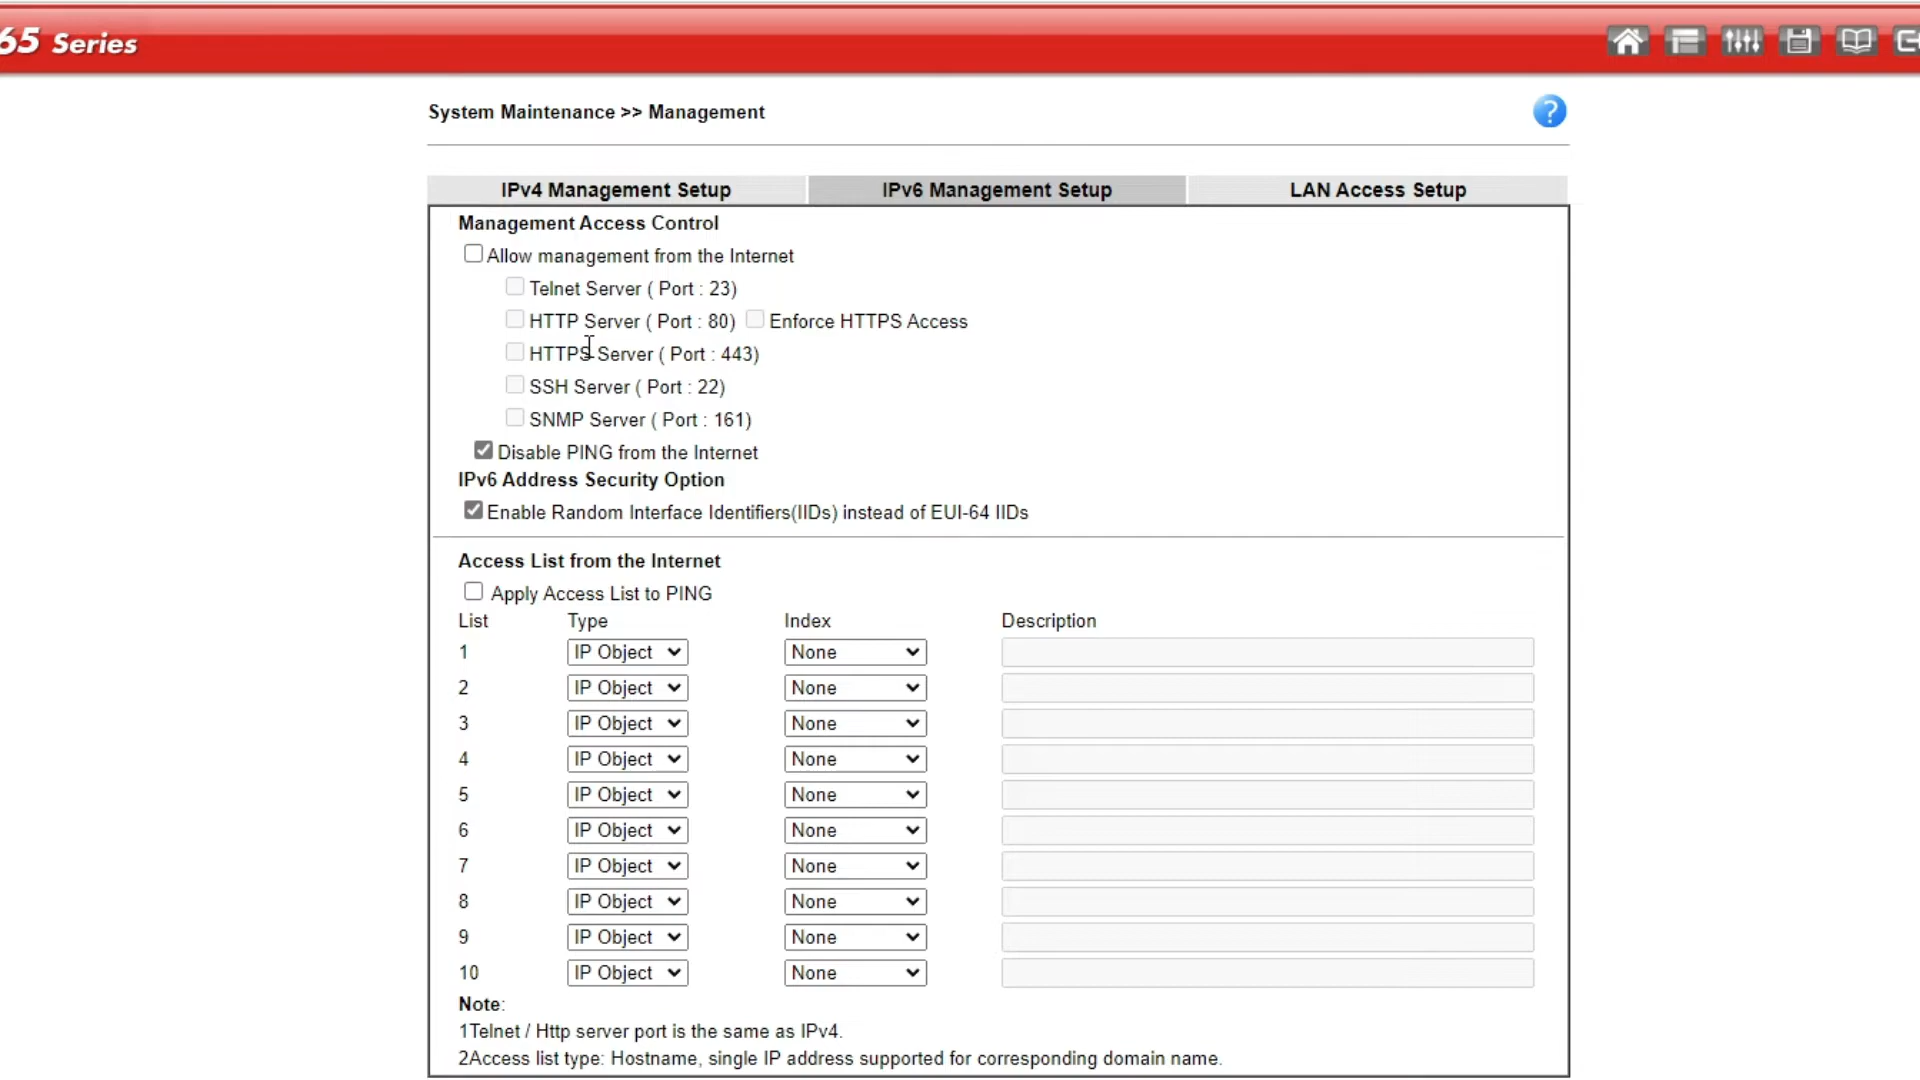 65 Series
System Maintenance >> Management
IPv4 Management Setup IPv6 Management Setup LAN Access Setup
Management Access Control
Allow management from the Internet
Telnet Server ( Port : 23)
HTTP Server ( Port : 80) Enforce HTTPS Access
HTTPS Server ( Port : 443)
SSH Server ( Port : 22)
SNMP Server ( Port : 161)
Disable PING from the Internet
IPv6 Address Security Option
Enable Random Interface Identifiers(IIDs) instead of EUI-64 IIDs
Access List from the Internet
Apply Access List to PING
List Type Index Description
1 IP Object None
2 IP Object None
3 IP Object None
4 IP Object None
5 IP Object None
6 IP Object None
7 IP Object None
8 IP Object None
9 IP Object None
10 IP Object None
Note:
1Telnet / Http server port is the same as IPv4.
2Access list type: Hostname, single IP address supported for corresponding domain name.